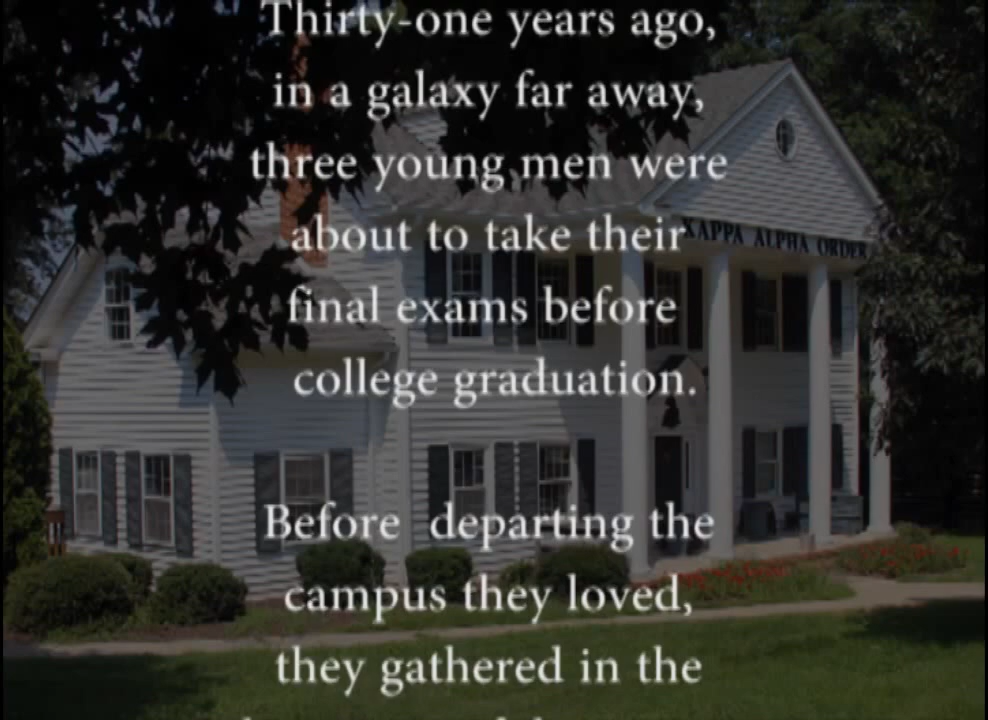 Thirty-one years ago,
in a galaxy far away,
three young men were
about to take their
KAPPA ALPHA ORDER
final exams before
college graduation.
Before departing the
campus they loved,
they gathered in the